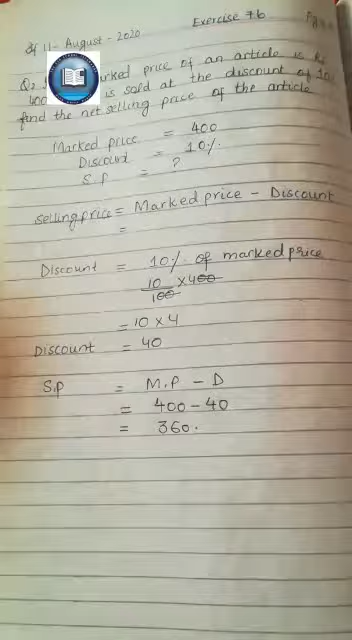 Exercise 7b
11 - August - 2020
Q: marked price of an article is Rs
400 is sold at the discount of 10
find the net selling price of the article
Marked price = 400
Discount = 10%.
S.P = ?
Selling price = Marked price - Discount
=
Discount = 10% of marked price
10/100 × 400
= 10 × 4
Discount = 40
S.P = M.P - D
= 400 - 40
= 360.